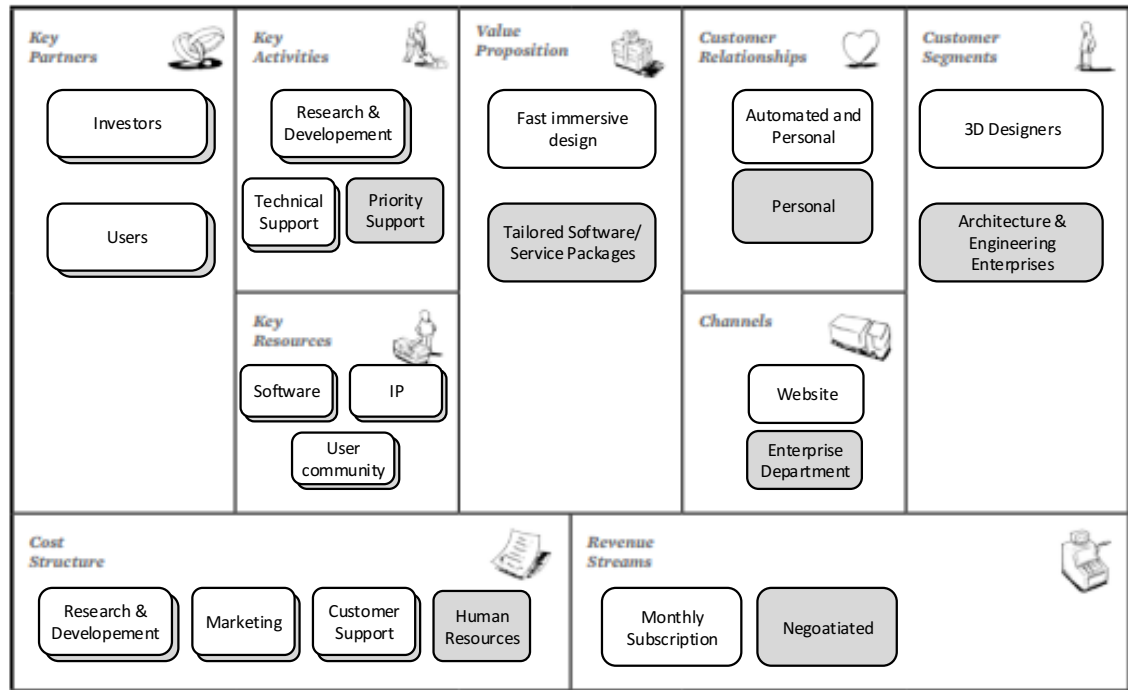 Key
Partners
Investors
Users
Key
Activities
Research &
Developement
Technical
Support
Priority
Support
Key
Resources
Software
IP
User
community
Value
Proposition
Fast immersive
design
Tailored Software/
Service Packages
Customer
Relationships
Automated and
Personal
Personal
Channels
Website
Enterprise
Department
Customer
Segments
3D Designers
Architecture &
Engineering
Enterprises
Cost
Structure
Research &
Developement
Marketing
Customer
Support
Human
Resources
Revenue
Streams
Monthly
Subscription
Negoatiated